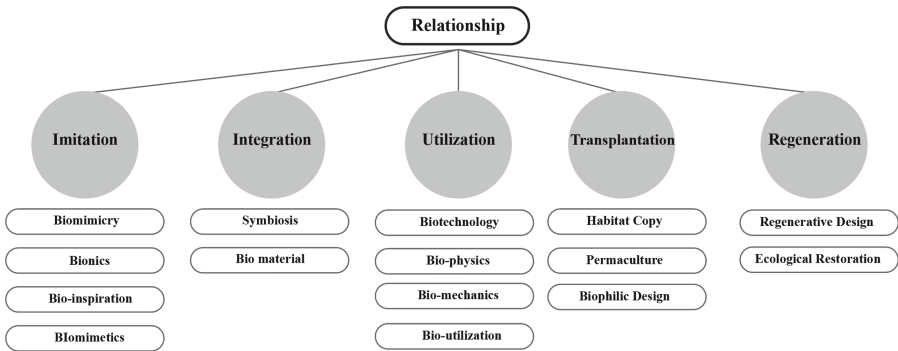 Relationship
Imitation
Integration
Utilization
Transplantation
Regeneration
Biomimicry
Bionics
Bio-inspiration
BIomimetics
Symbiosis
Bio material
Biotechnology
Bio-physics
Bio-mechanics
Bio-utilization
Habitat Copy
Permaculture
Biophilic Design
Regenerative Design
Ecological Restoration